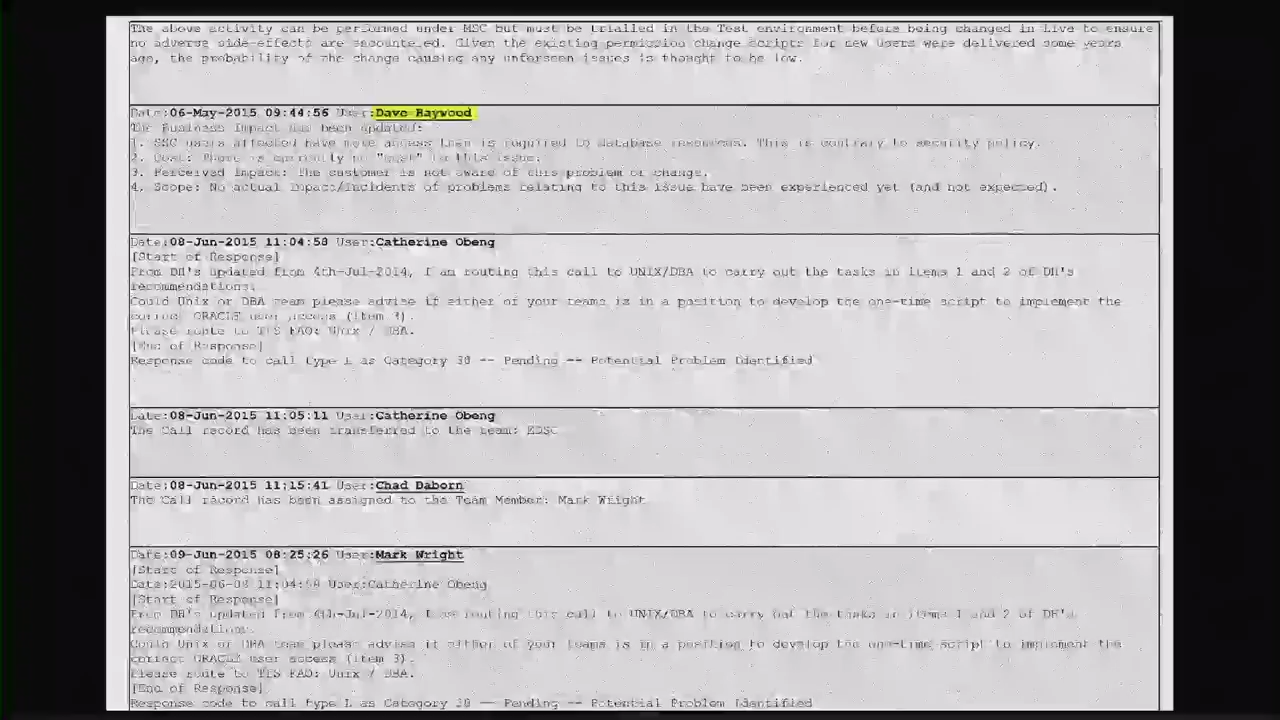 The above activity can be performed under MSC but must be trialled in the Test environment before being changed in Live to ensure
no adverse side-effects are encountered. Given the existing permission change scripts for new users were delivered some years
ago, the probability of the change causing any unforseen issues is thought to be low.
Date:06-May-2015 09:44:56 User:Dave Haywood
The Business Impact has been updated:
1. SSC users affected have more access than is required to database resources. This is contrary to security policy.
2. Cost: There is currently no "cost" to this issue.
3. Perceived Impact: The customer is not aware of this problem or change.
4. Scope: No actual Impact/Incidents of problems relating to this issue have been experienced yet (and not expected).
Date:08-Jun-2015 11:04:58 User:Catherine Obeng
[Start of Response]
From DH's updated from 4th-Jul-2014, I am routing this call to UNIX/DBA to carry out the tasks in items 1 and 2 of DH's
recommendations.
Could Unix or DBA team please advise if either of your teams is in a position to develop the one-time script to implement the
correct ORACLE user access (item 3).
Please route to TfS FAO: Unix / DBA.
[End of Response]
Response code to call type L as Category 38 -- Pending -- Potential Problem Identified
Date:08-Jun-2015 11:05:11 User:Catherine Obeng
The Call record has been transferred to the team: EDSC
Date:08-Jun-2015 11:15:41 User:Chad Daborn
The Call record has been assigned to the Team Member: Mark Wright
Date:09-Jun-2015 08:25:26 User:Mark Wright
[Start of Response]
Date:2015-06-08 11:04:58 User:Catherine Obeng
[Start of Response]
From DH's updated from 4th-Jul-2014, I am routing this call to UNIX/DBA to carry out the tasks in items 1 and 2 of DH's
recommendations.
Could Unix or DBA team please advise if either of your teams is in a position to develop the one-time script to implement the
correct ORACLE user access (item 3).
Please route to TfS FAO: Unix / DBA.
[End of Response]
Response code to call type L as Category 38 -- Pending -- Potential Problem Identified